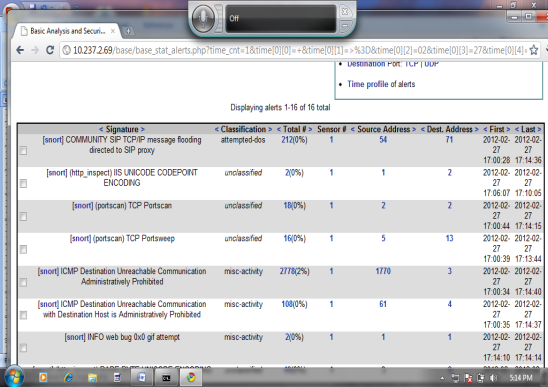 Off
Basic Analysis and Securi...
10.237.2.69/base/base_stat_alerts.php?time_cnt=1&time[0][0]=+&time[0][1]=>%3D&time[0][2]=02&time[0][3]=27&time[0][4]=
• Destination Port: TCP | UDP
• Time profile of alerts
Displaying alerts 1-16 of 16 total
< Signature > < Classification > < Total # > Sensor # < Source Address > < Dest. Address > < First > < Last >
[snort] COMMUNITY SIP TCP/IP message flooding directed to SIP proxy attempted-dos 212(0%) 1 54 71 2012-02-27 17:00:28 2012-02-27 17:14:36
[snort] (http_inspect) IIS UNICODE CODEPOINT ENCODING unclassified 2(0%) 1 1 2 2012-02-27 17:06:07 2012-02-27 17:10:05
[snort] (portscan) TCP Portscan unclassified 18(0%) 1 2 2 2012-02-27 17:00:44 2012-02-27 17:14:15
[snort] (portscan) TCP Portsweep unclassified 16(0%) 1 5 13 2012-02-27 17:00:39 2012-02-27 17:13:44
[snort] ICMP Destination Unreachable Communication Administratively Prohibited misc-activity 2778(2%) 1 1770 3 2012-02-27 17:00:34 2012-02-27 17:14:40
[snort] ICMP Destination Unreachable Communication with Destination Host is Administratively Prohibited misc-activity 108(0%) 1 61 4 2012-02-27 17:00:35 2012-02-27 17:14:37
[snort] INFO web bug 0x0 gif attempt misc-activity 2(0%) 1 1 1 2012-02-27 17:14:10 2012-02-27 17:14:14
5:14 PM